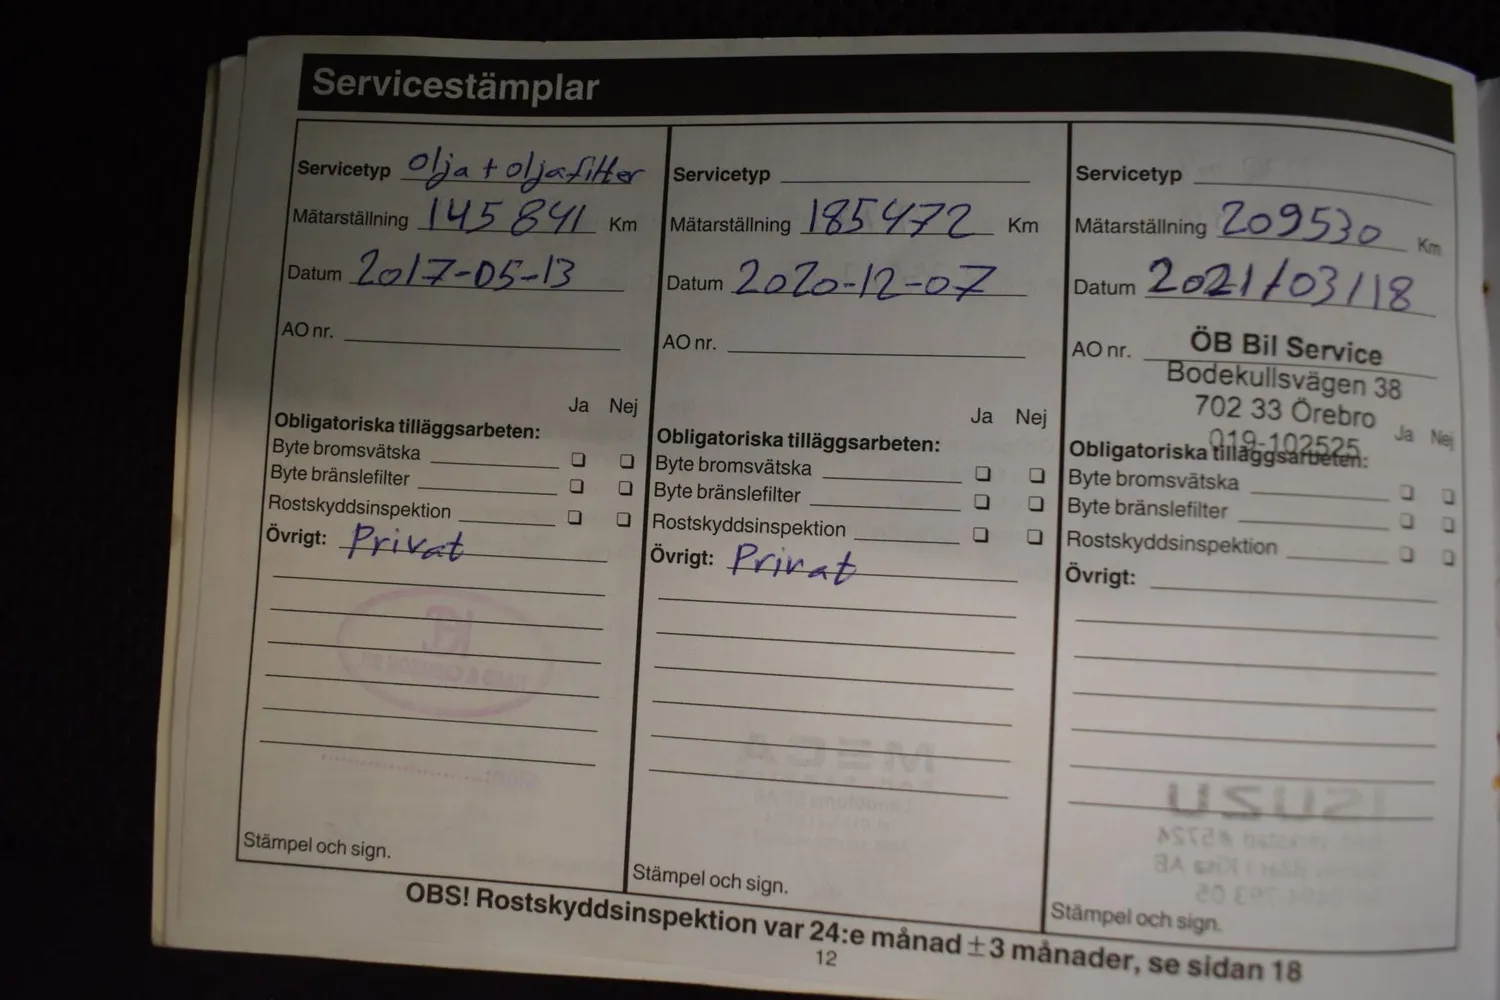 Servicestämplar
Servicetyp olja + oljafilter
Mätarställning 145841 Km
Datum 2017-05-13
AO nr.
Ja Nej
Obligatoriska tilläggsarbeten:
Byte bromsvätska
Byte bränslefilter
Rostskyddsinspektion
Övrigt: Privat
Stämpel och sign.
Servicetyp
Mätarställning 185472 Km
Datum 2020-12-07
AO nr.
Ja Nej
Obligatoriska tilläggsarbeten:
Byte bromsvätska
Byte bränslefilter
Rostskyddsinspektion
Övrigt: Privat
Stämpel och sign.
Servicetyp
Mätarställning 209530 Km
Datum 2021/03/18
AO nr.
ÖB Bil Service
Bodekullsvägen 38
702 33 Örebro
019-102525
Ja Nej
Obligatoriska tilläggsarbeten:
Byte bromsvätska
Byte bränslefilter
Rostskyddsinspektion
Övrigt:
Stämpel och sign.
OBS! Rostskyddsinspektion var 24:e månad ±3 månader, se sidan 18
12